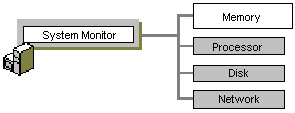 System Monitor
Memory
Processor
Disk
Network